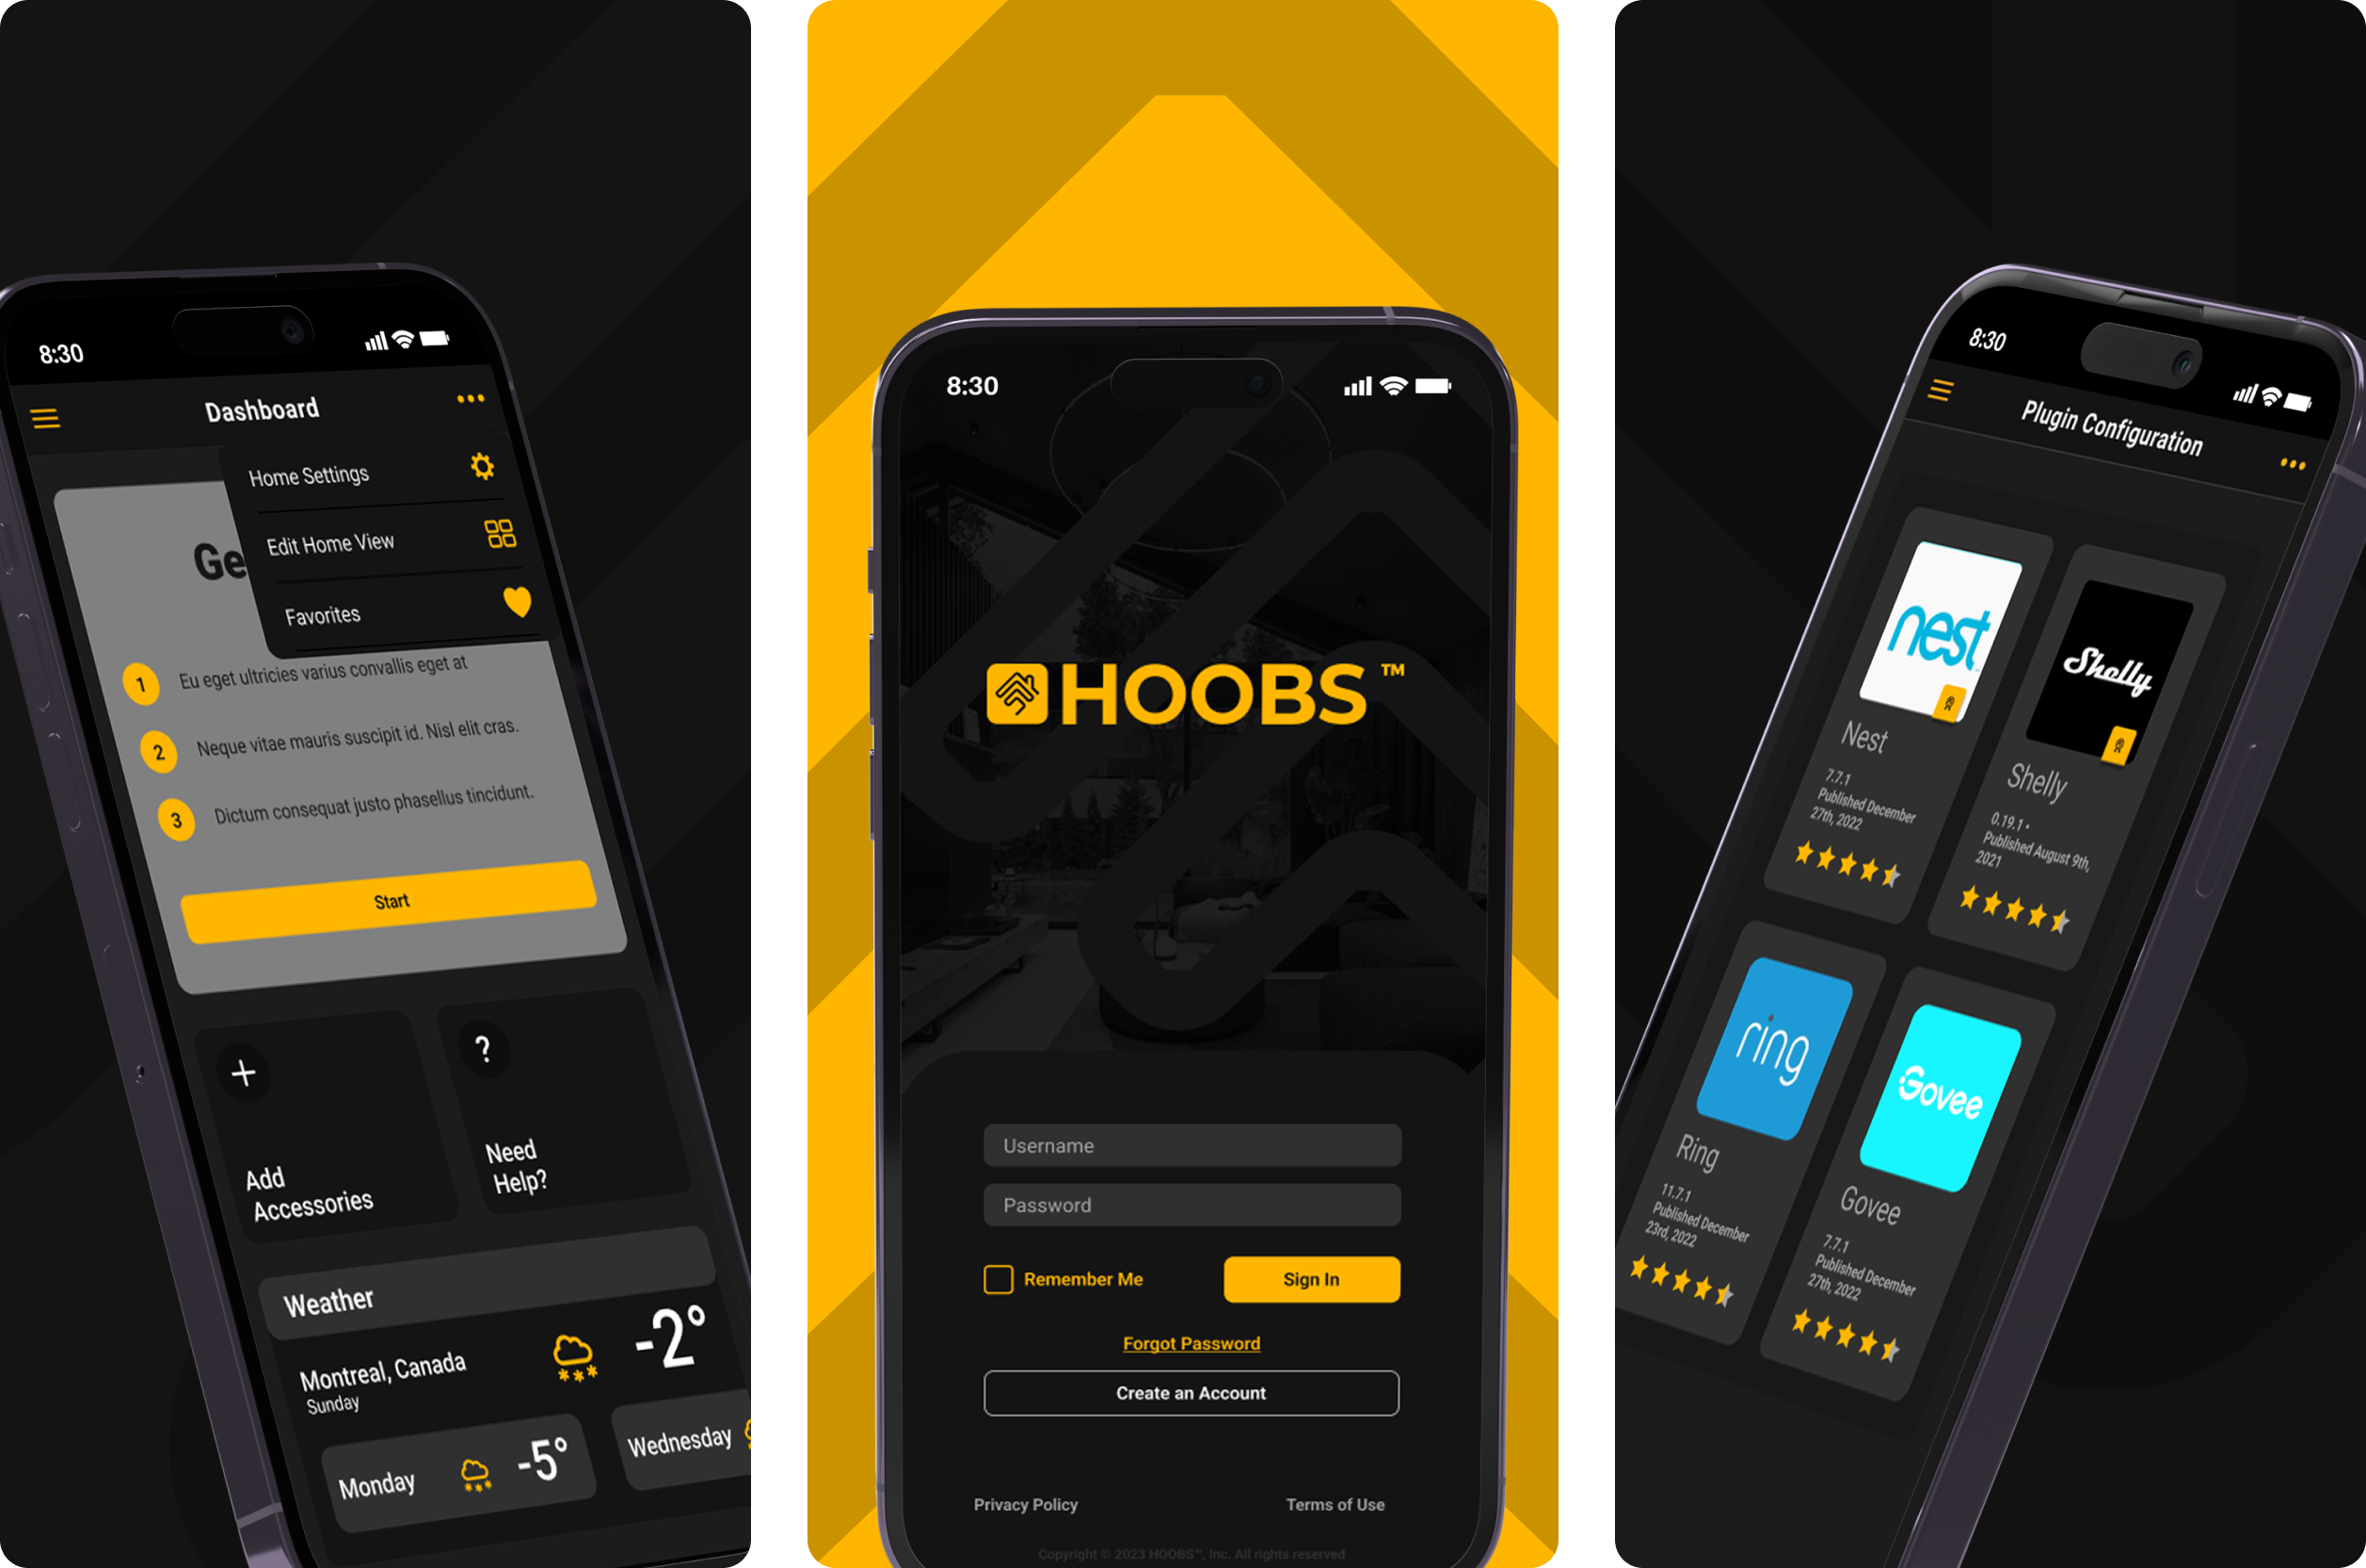 8:30
Dashboard
Home Settings
Edit Home View
Favorites
Ge
1 Eu eget ultricies varius convallis eget at
2 Neque vitae mauris suscipit id. Nisl elit cras.
3 Dictum consequat justo phasellus tincidunt.
Start
+ ?
Add
Accessories
Need
Help?
Weather
Montreal, Canada
Sunday
-2°
Monday -5°
Wednesday
8:30
HOOBS™
Username
Password
Remember Me
Sign In
Forgot Password
Create an Account
Privacy Policy
Terms of Use
Copyright © 2023 HOOBS™, Inc. All rights reserved
8:30
Plugin Configuration
nest
Nest
7.7.1
Published December
27th, 2022
Shelly
Shelly
0.19.1 •
Published August 9th,
2021
ring
Ring
11.7.1
Published December
23rd, 2022
Govee
Govee
7.7.1
Published December
27th, 2022